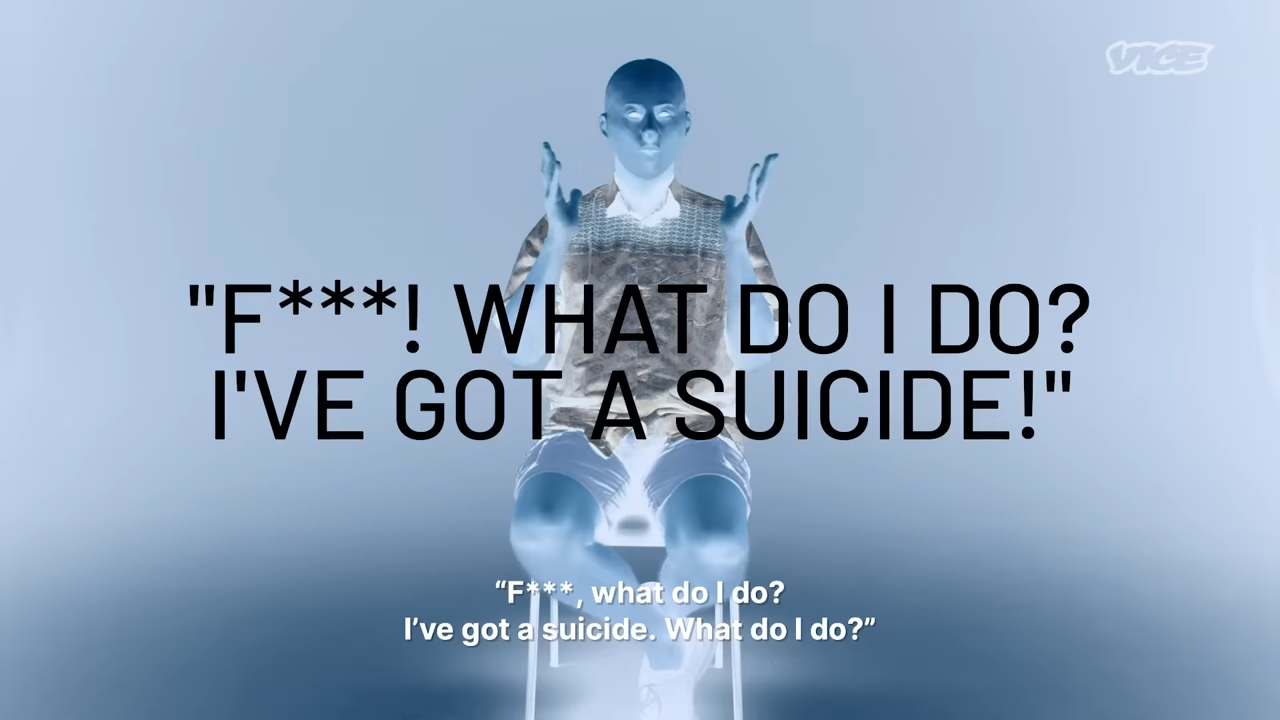 VICE
"F***! WHAT DO I DO?
I'VE GOT A SUICIDE!"
“F***, what do I do?
I’ve got a suicide. What do I do?”